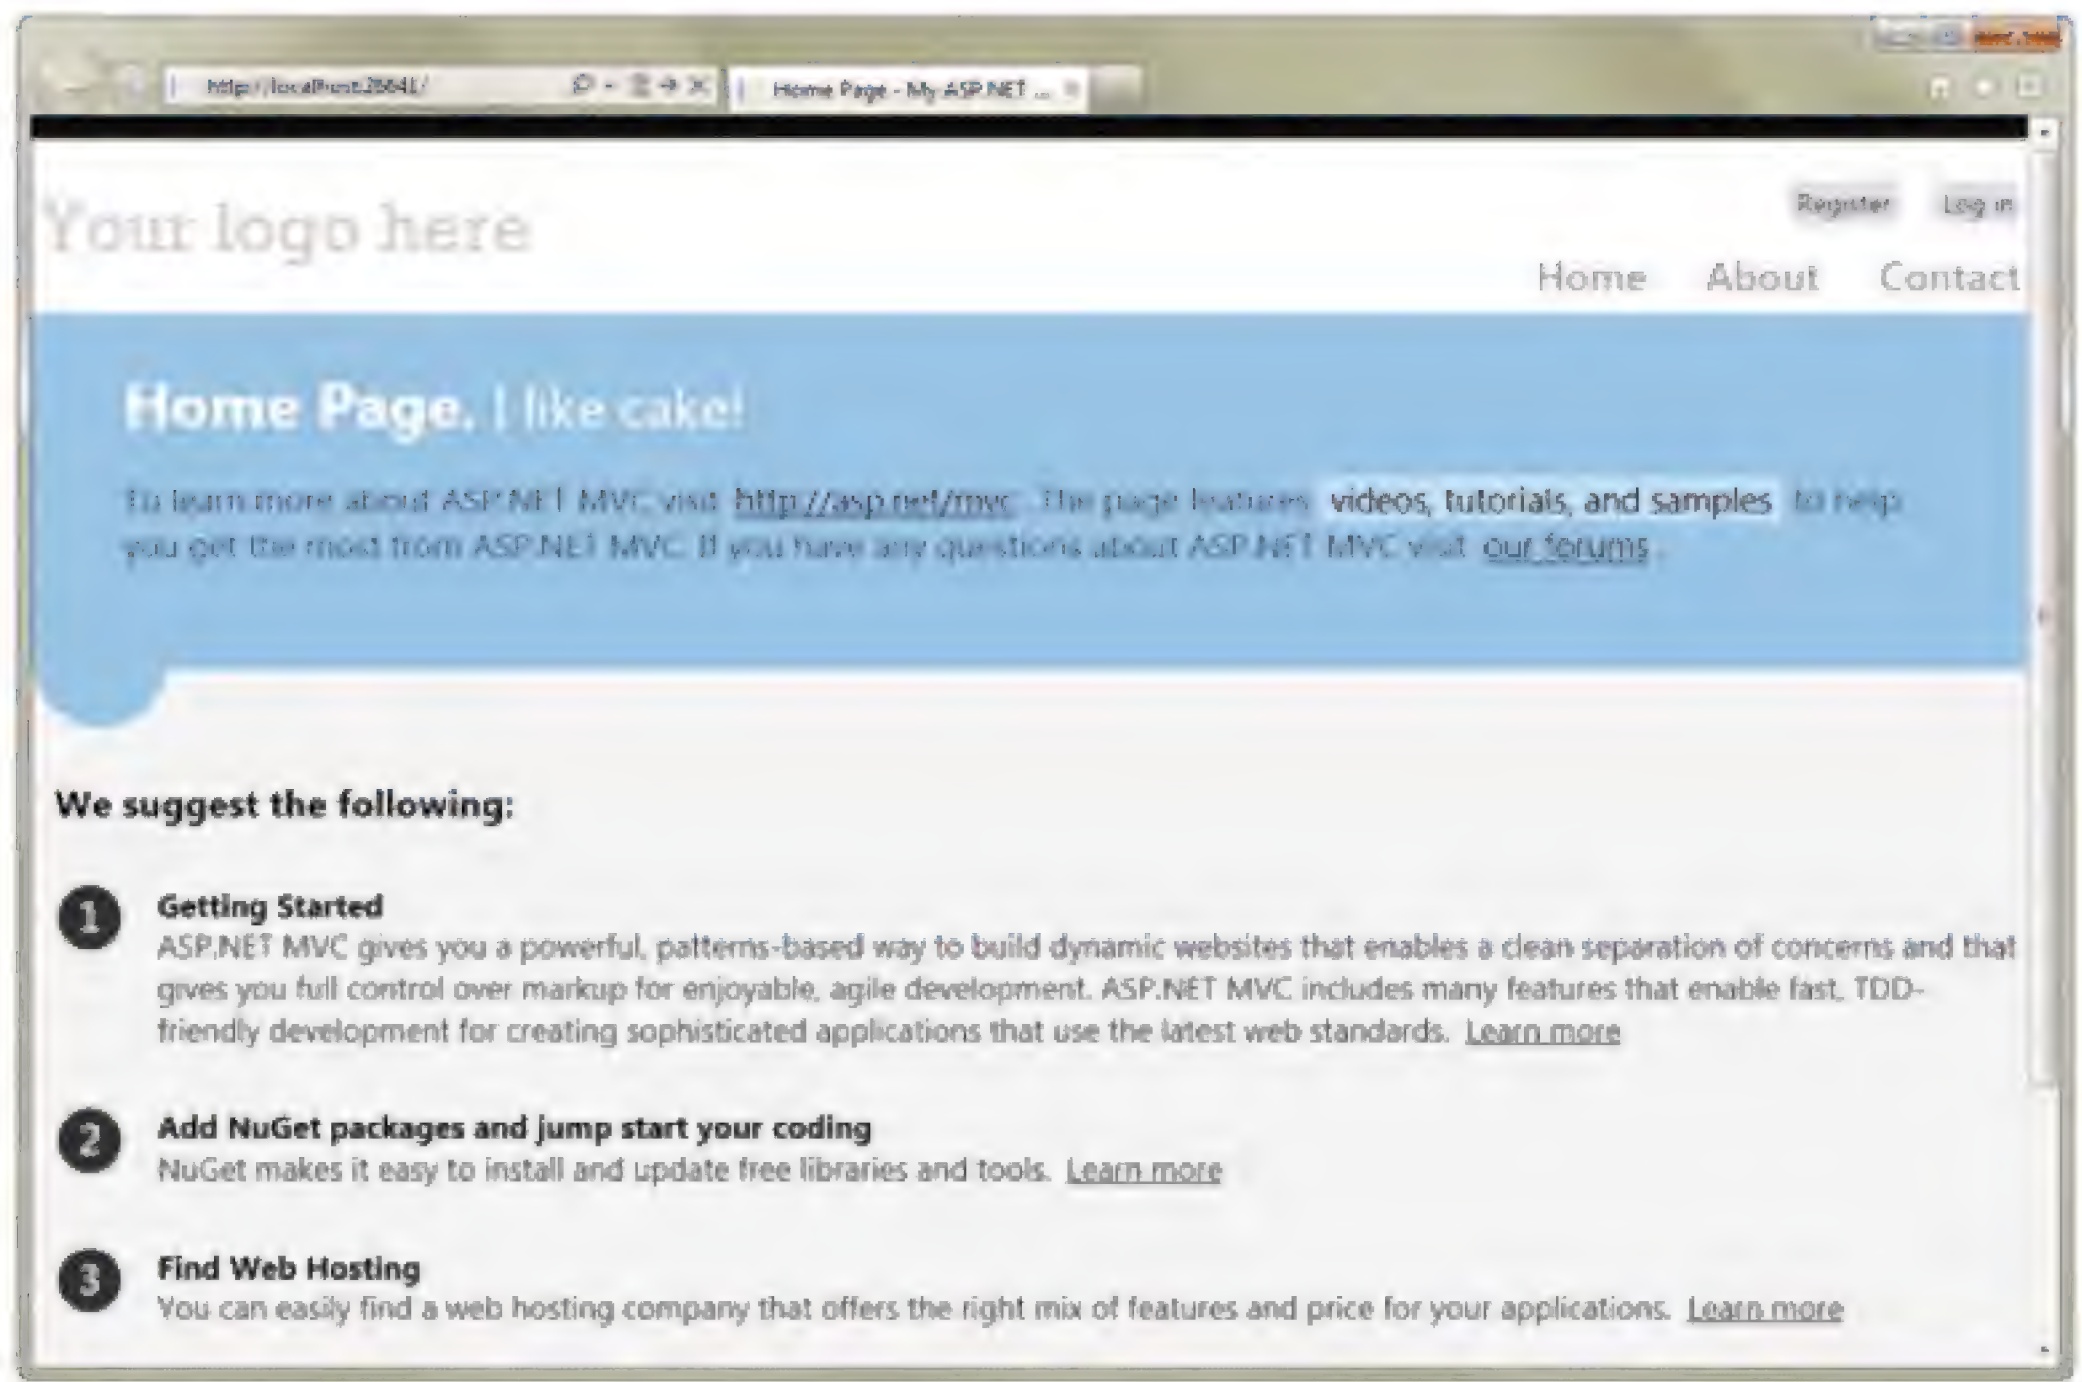 http://localhost:26641/
Home Page - My ASP.NET ...
Your logo here
Register Log in
Home About Contact
Home Page. I like cake!
To learn more about ASP.NET MVC visit http://asp.net/mvc. The page features videos, tutorials, and samples to help
you get the most from ASP.NET MVC. If you have any questions about ASP.NET MVC visit our forums.
We suggest the following:
1 Getting Started
ASP.NET MVC gives you a powerful, patterns-based way to build dynamic websites that enables a clean separation of concerns and that
gives you full control over markup for enjoyable, agile development. ASP.NET MVC includes many features that enable fast, TDD-
friendly development for creating sophisticated applications that use the latest web standards. Learn more
2 Add NuGet packages and jump start your coding
NuGet makes it easy to install and update free libraries and tools. Learn more
3 Find Web Hosting
You can easily find a web hosting company that offers the right mix of features and price for your applications. Learn more